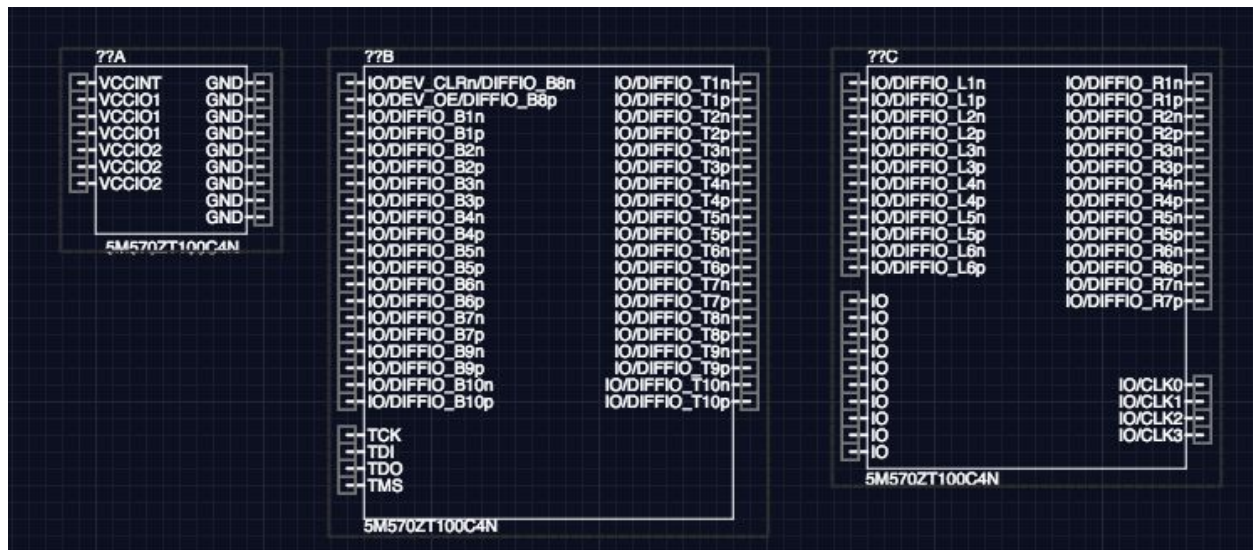 ??A
VCCINT GND
VCCIO1 GND
VCCIO1 GND
VCCIO1 GND
VCCIO2 GND
VCCIO2 GND
VCCIO2 GND
GND
GND
5M570ZT100C4N
??B
IO/DEV_CLRn/DIFFIO_B8n IO/DIFFIO_T1n
IO/DEV_OE/DIFFIO_B8p IO/DIFFIO_T1p
IO/DIFFIO_B1n IO/DIFFIO_T2n
IO/DIFFIO_B1p IO/DIFFIO_T2p
IO/DIFFIO_B2n IO/DIFFIO_T3n
IO/DIFFIO_B2p IO/DIFFIO_T3p
IO/DIFFIO_B3n IO/DIFFIO_T4n
IO/DIFFIO_B3p IO/DIFFIO_T4p
IO/DIFFIO_B4n IO/DIFFIO_T5n
IO/DIFFIO_B4p IO/DIFFIO_T5p
IO/DIFFIO_B5n IO/DIFFIO_T6n
IO/DIFFIO_B5p IO/DIFFIO_T6p
IO/DIFFIO_B6n IO/DIFFIO_T7n
IO/DIFFIO_B6p IO/DIFFIO_T7p
IO/DIFFIO_B7n IO/DIFFIO_T8n
IO/DIFFIO_B7p IO/DIFFIO_T8p
IO/DIFFIO_B9n IO/DIFFIO_T9n
IO/DIFFIO_B9p IO/DIFFIO_T9p
IO/DIFFIO_B10n IO/DIFFIO_T10n
IO/DIFFIO_B10p IO/DIFFIO_T10p
TCK
TDI
TDO
TMS
5M570ZT100C4N
??C
IO/DIFFIO_L1n IO/DIFFIO_R1n
IO/DIFFIO_L1p IO/DIFFIO_R1p
IO/DIFFIO_L2n IO/DIFFIO_R2n
IO/DIFFIO_L2p IO/DIFFIO_R2p
IO/DIFFIO_L3n IO/DIFFIO_R3n
IO/DIFFIO_L3p IO/DIFFIO_R3p
IO/DIFFIO_L4n IO/DIFFIO_R4n
IO/DIFFIO_L4p IO/DIFFIO_R4p
IO/DIFFIO_L5n IO/DIFFIO_R5n
IO/DIFFIO_L5p IO/DIFFIO_R5p
IO/DIFFIO_L6n IO/DIFFIO_R6n
IO/DIFFIO_L6p IO/DIFFIO_R6p
IO/DIFFIO_R7n
IO IO/DIFFIO_R7p
IO
IO
IO
IO
IO IO/CLK0
IO IO/CLK1
IO IO/CLK2
IO IO/CLK3
IO
5M570ZT100C4N